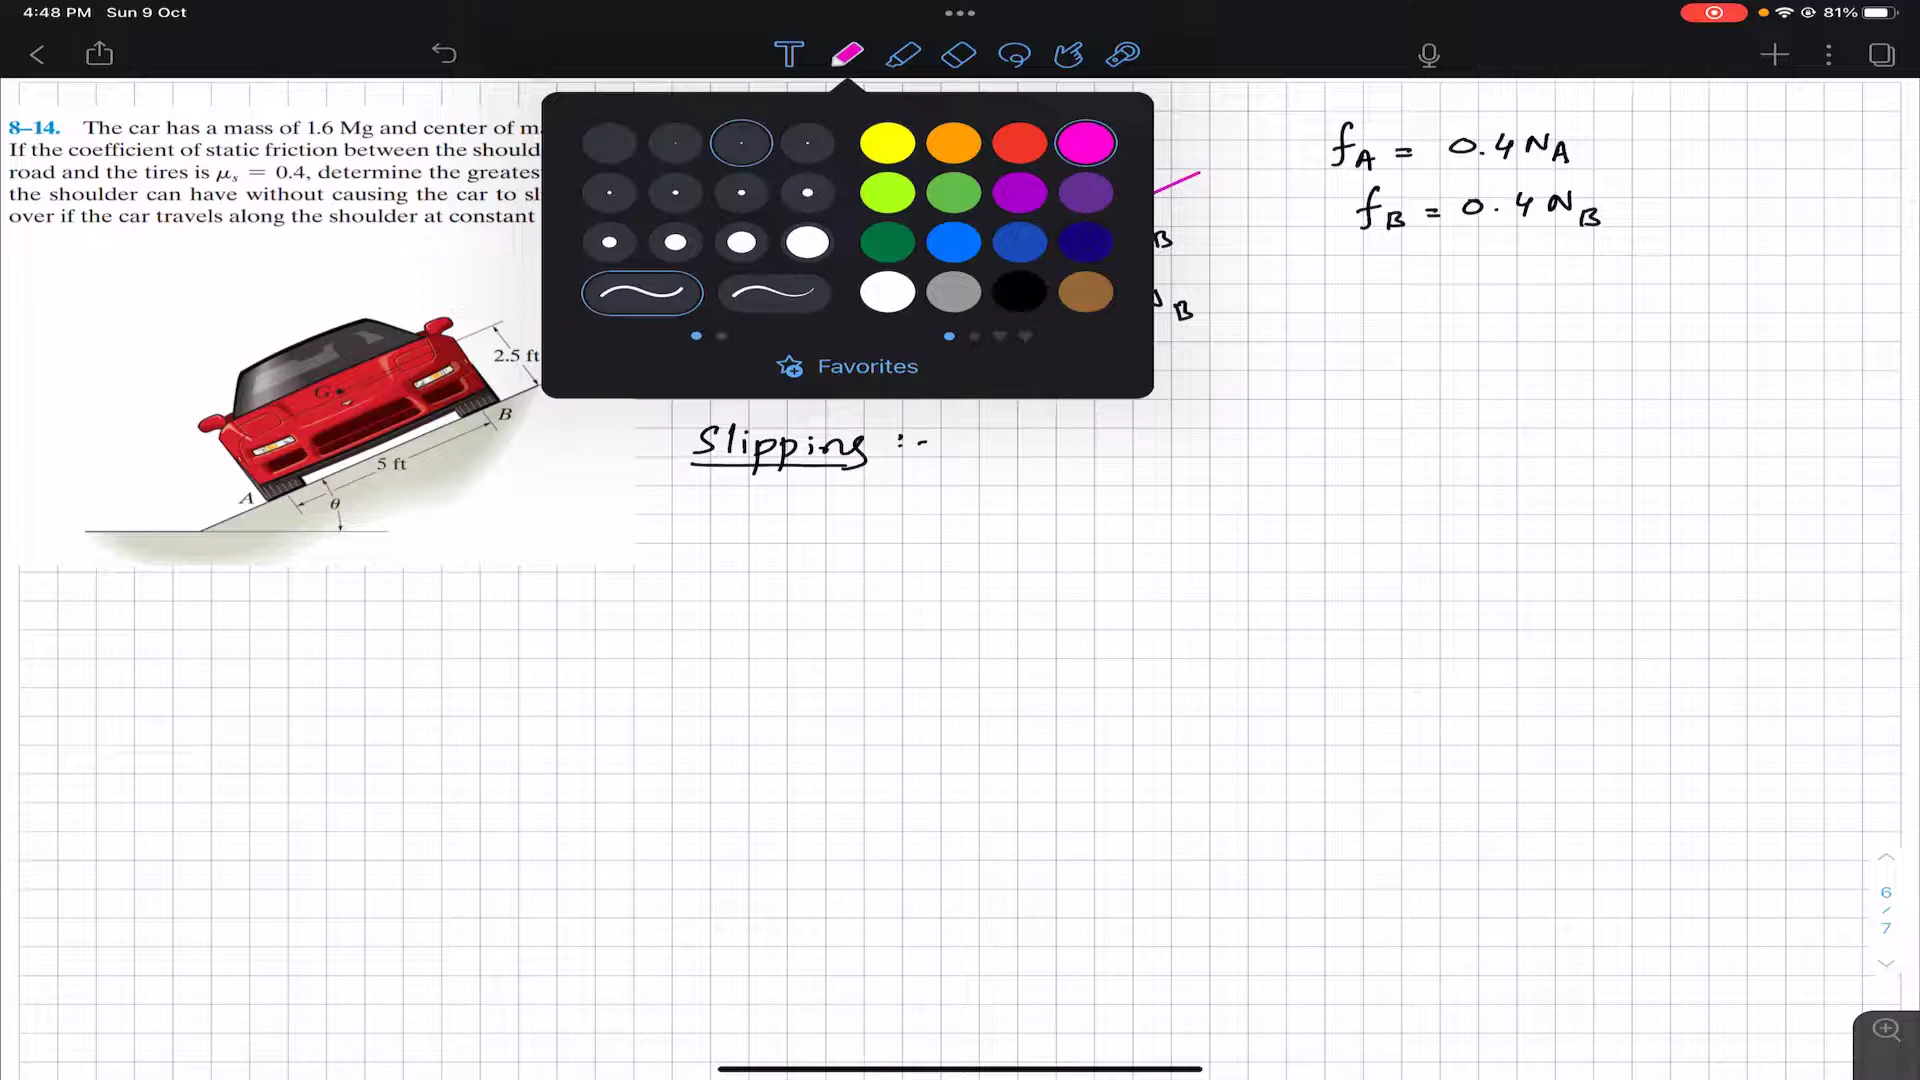 4:48 PM Sun 9 Oct
81%
T
8–14. The car has a mass of 1.6 Mg and center of m
If the coefficient of static friction between the should
road and the tires is μs = 0.4, determine the greates
the shoulder can have without causing the car to sl
over if the car travels along the shoulder at constant
fA = 0.4 NA
fB = 0.4 NB
B
B
Favorites
2.5 ft
G
B
5 ft
A
θ
Slipping :-
6
/
7